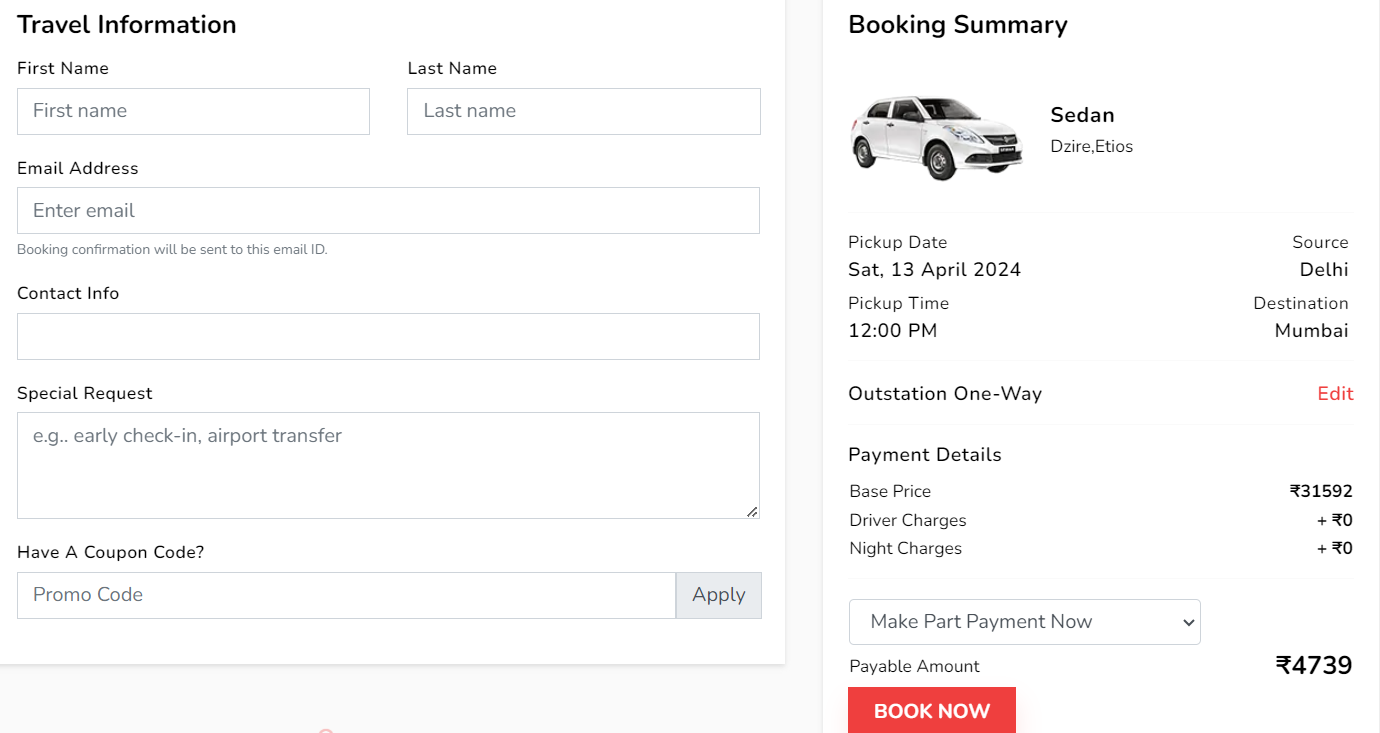 Travel Information
First Name
Last Name
First name
Last name
Email Address
Enter email
Booking confirmation will be sent to this email ID.
Contact Info
Special Request
e.g.. early check-in, airport transfer
Have A Coupon Code?
Promo Code
Apply
Booking Summary
Sedan
Dzire,Etios
Pickup Date
Source
Sat, 13 April 2024
Delhi
Pickup Time
Destination
12:00 PM
Mumbai
Outstation One-Way
Edit
Payment Details
Base Price
₹31592
Driver Charges
+ ₹0
Night Charges
+ ₹0
Make Part Payment Now
Payable Amount
₹4739
BOOK NOW